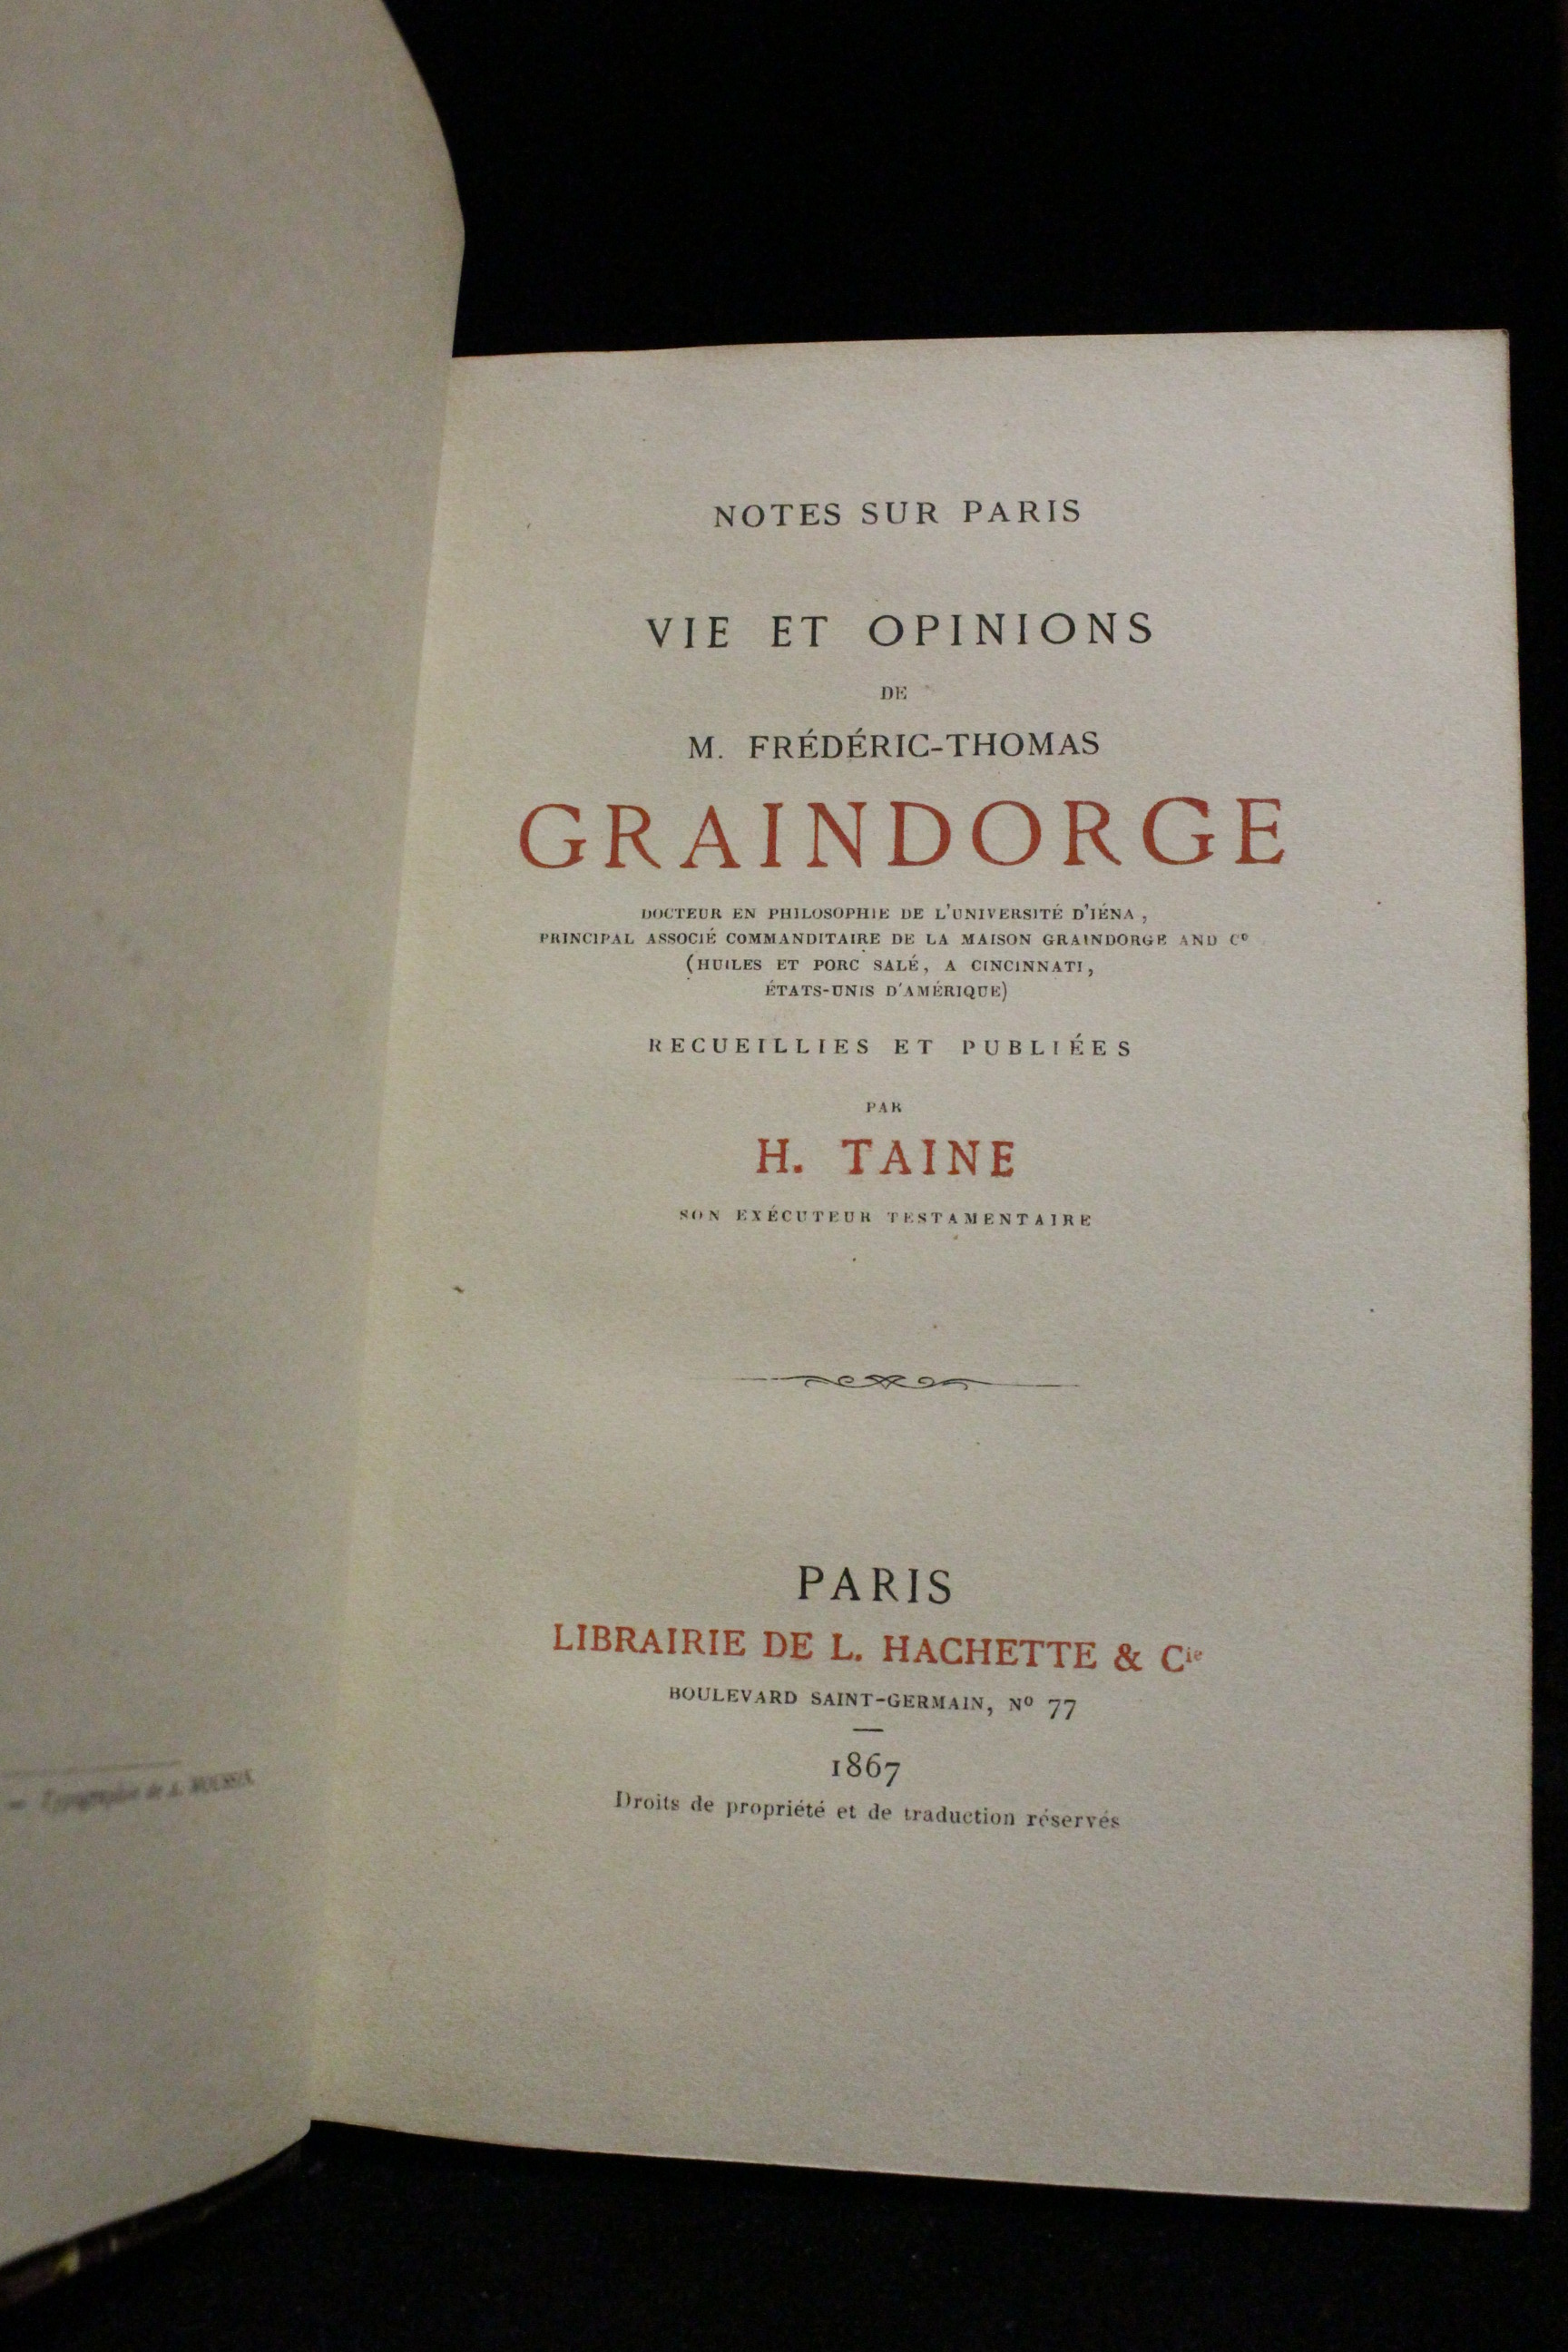 NOTES SUR PARIS
VIE ET OPINIONS
DE
M. FRÉDÉRIC-THOMAS
GRAINDORGE
DOCTEUR EN PHILOSOPHIE DE L'UNIVERSITÉ D'IÉNA,
PRINCIPAL ASSOCIÉ COMMANDITAIRE DE LA MAISON GRAINDORGE AND Cº
(HUILES ET PORC SALÉ, A CINCINNATI,
ÉTATS-UNIS D'AMÉRIQUE)
RECUEILLIES ET PUBLIÉES
PAR
H. TAINE
SON EXÉCUTEUR TESTAMENTAIRE
PARIS
LIBRAIRIE DE L. HACHETTE & Cie
BOULEVARD SAINT-GERMAIN, Nº 77
1867
Droits de propriété et de traduction réservés